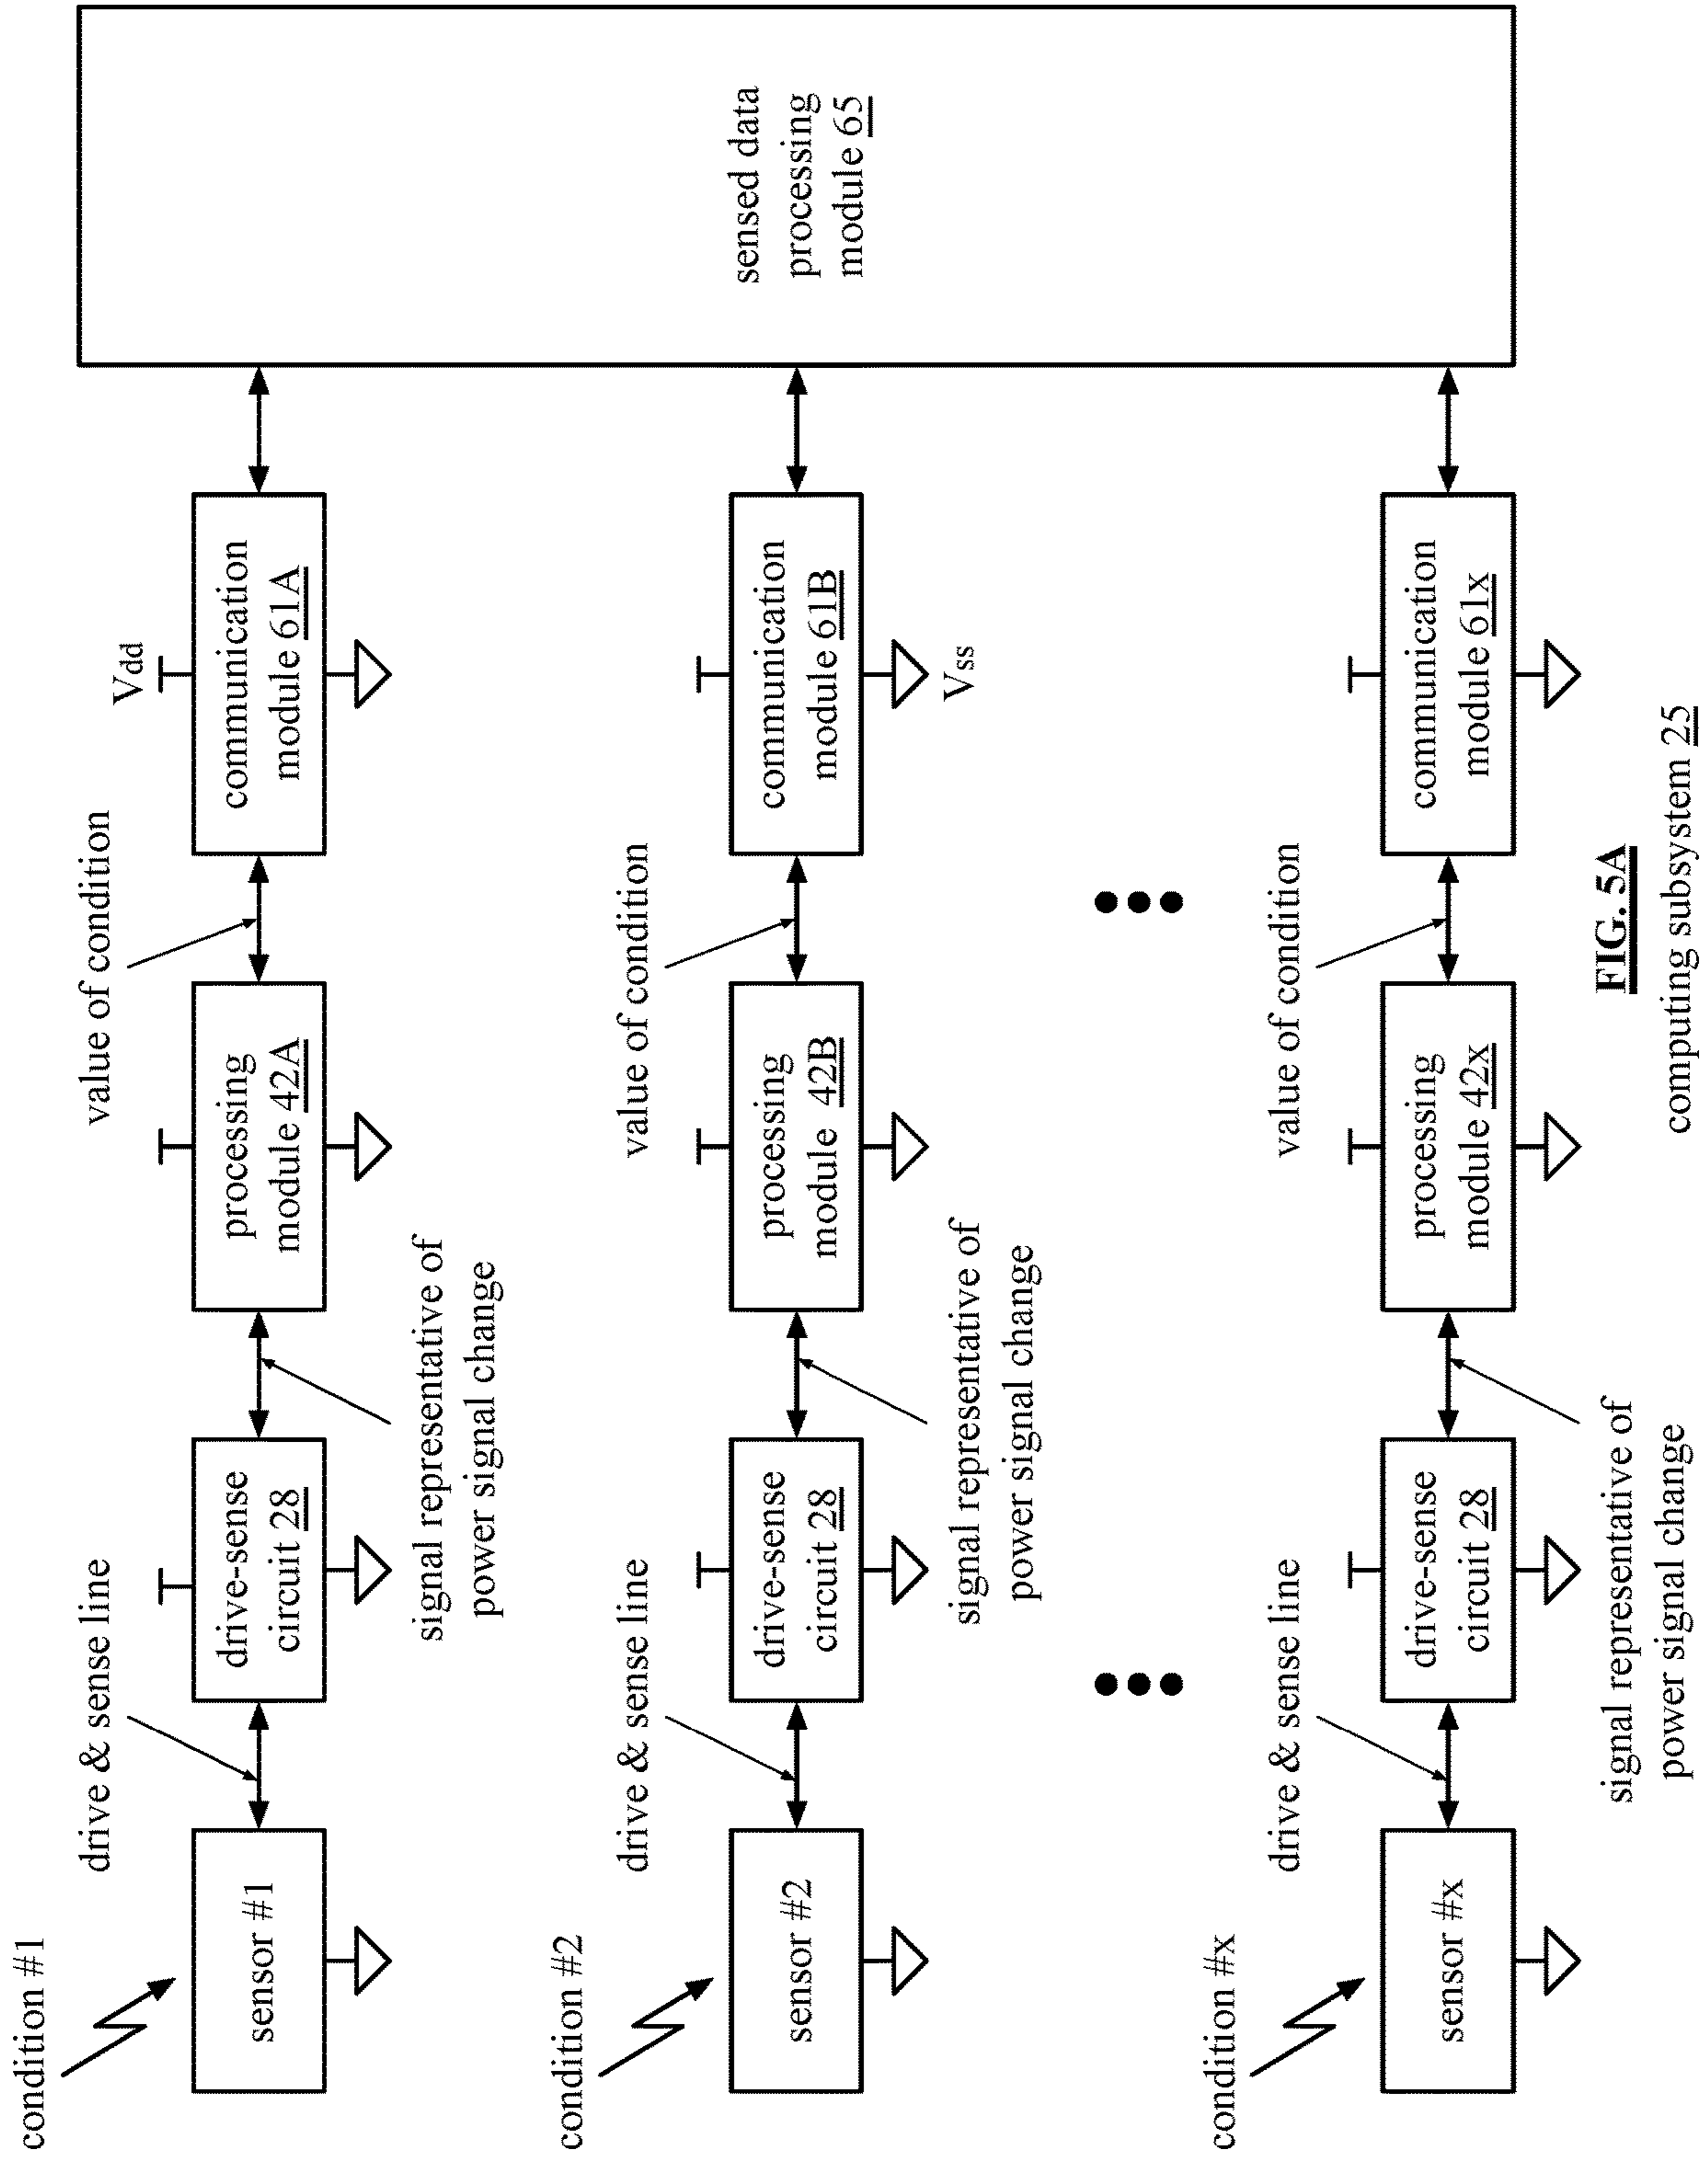 condition #1
sensor #1
drive & sense line
drive-sense
circuit 28
signal representative of
power signal change
processing
module 42A
value of condition
Vdd
communication
module 61A
condition #2
sensor #2
drive & sense line
drive-sense
circuit 28
signal representative of
power signal change
processing
module 42B
value of condition
communication
module 61B
Vss
condition #x
sensor #x
drive & sense line
drive-sense
circuit 28
signal representative of
power signal change
processing
module 42x
value of condition
communication
module 61x
sensed data
processing
module 65
FIG. 5A
computing subsystem 25